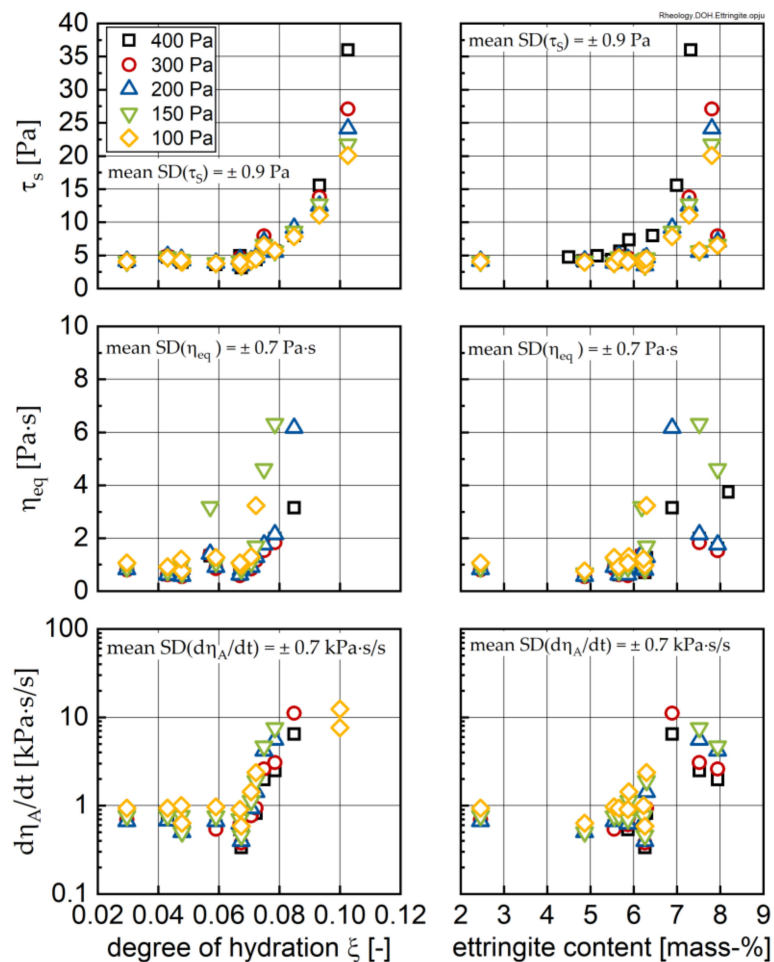 Rheology.DOH.Ettringite.opju
40
35
30
25
20
15
10
5
0
τs [Pa]
400 Pa
300 Pa
200 Pa
150 Pa
100 Pa
mean SD(τS) = ± 0.9 Pa
mean SD(τS) = ± 0.9 Pa
10
8
6
4
2
0
ηeq [Pa·s]
mean SD(ηeq) = ± 0.7 Pa·s
mean SD(ηeq) = ± 0.7 Pa·s
100
10
1
0.1
dηA/dt [kPa·s/s]
mean SD(dηA/dt) = ± 0.7 kPa·s/s
mean SD(dηA/dt) = ± 0.7 kPa·s/s
0.02 0.04 0.06 0.08 0.10 0.12
degree of hydration ξ [-]
2 3 4 5 6 7 8 9
ettringite content [mass-%]